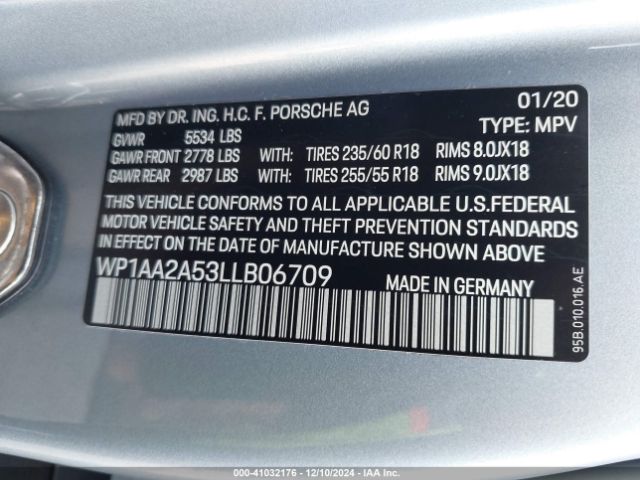 MFD BY DR. ING. H.C. F. PORSCHE AG 01/20
GVWR 5534 LBS TYPE: MPV
GAWR FRONT 2778 LBS WITH: TIRES 235/60 R18 RIMS 8.0JX18
GAWR REAR 2987 LBS WITH: TIRES 255/55 R18 RIMS 9.0JX18
THIS VEHICLE CONFORMS TO ALL APPLICABLE U.S.FEDERAL
MOTOR VEHICLE SAFETY AND THEFT PREVENTION STANDARDS
IN EFFECT ON THE DATE OF MANUFACTURE SHOWN ABOVE.
WP1AA2A53LLB06709 MADE IN GERMANY
95B.010.016.AE
000-41032176 - 12/10/2024 - IAA Inc.